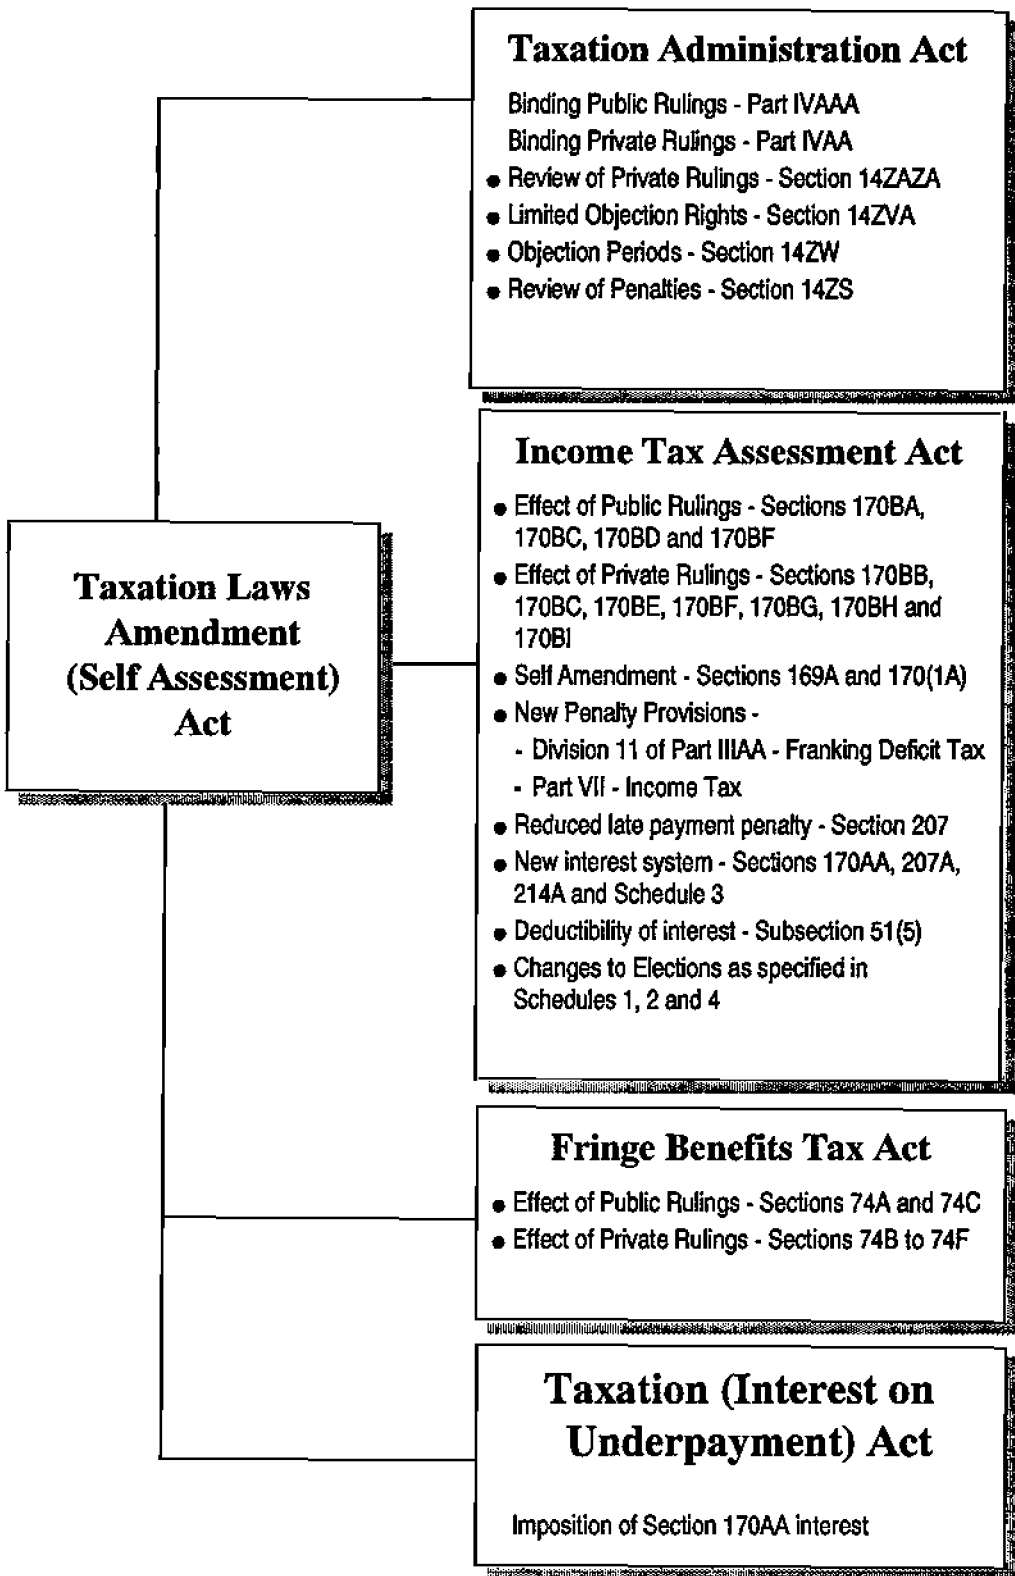 Taxation Administration Act
Binding Public Rulings - Part IVAAA
Binding Private Rulings - Part IVAA
● Review of Private Rulings - Section 14ZAZA
● Limited Objection Rights - Section 14ZVA
● Objection Periods - Section 14ZW
● Review of Penalties - Section 14ZS
Taxation Laws
Amendment
(Self Assessment)
Act
Income Tax Assessment Act
● Effect of Public Rulings - Sections 170BA,
170BC, 170BD and 170BF
● Effect of Private Rulings - Sections 170BB,
170BC, 170BE, 170BF, 170BG, 170BH and
170BI
● Self Amendment - Sections 169A and 170(1A)
● New Penalty Provisions -
- Division 11 of Part IIIAA - Franking Deficit Tax
- Part VII - Income Tax
● Reduced late payment penalty - Section 207
● New interest system - Sections 170AA, 207A,
214A and Schedule 3
● Deductibility of interest - Subsection 51(5)
● Changes to Elections as specified in
Schedules 1, 2 and 4
Fringe Benefits Tax Act
● Effect of Public Rulings - Sections 74A and 74C
● Effect of Private Rulings - Sections 74B to 74F
Taxation (Interest on
Underpayment) Act
Imposition of Section 170AA interest